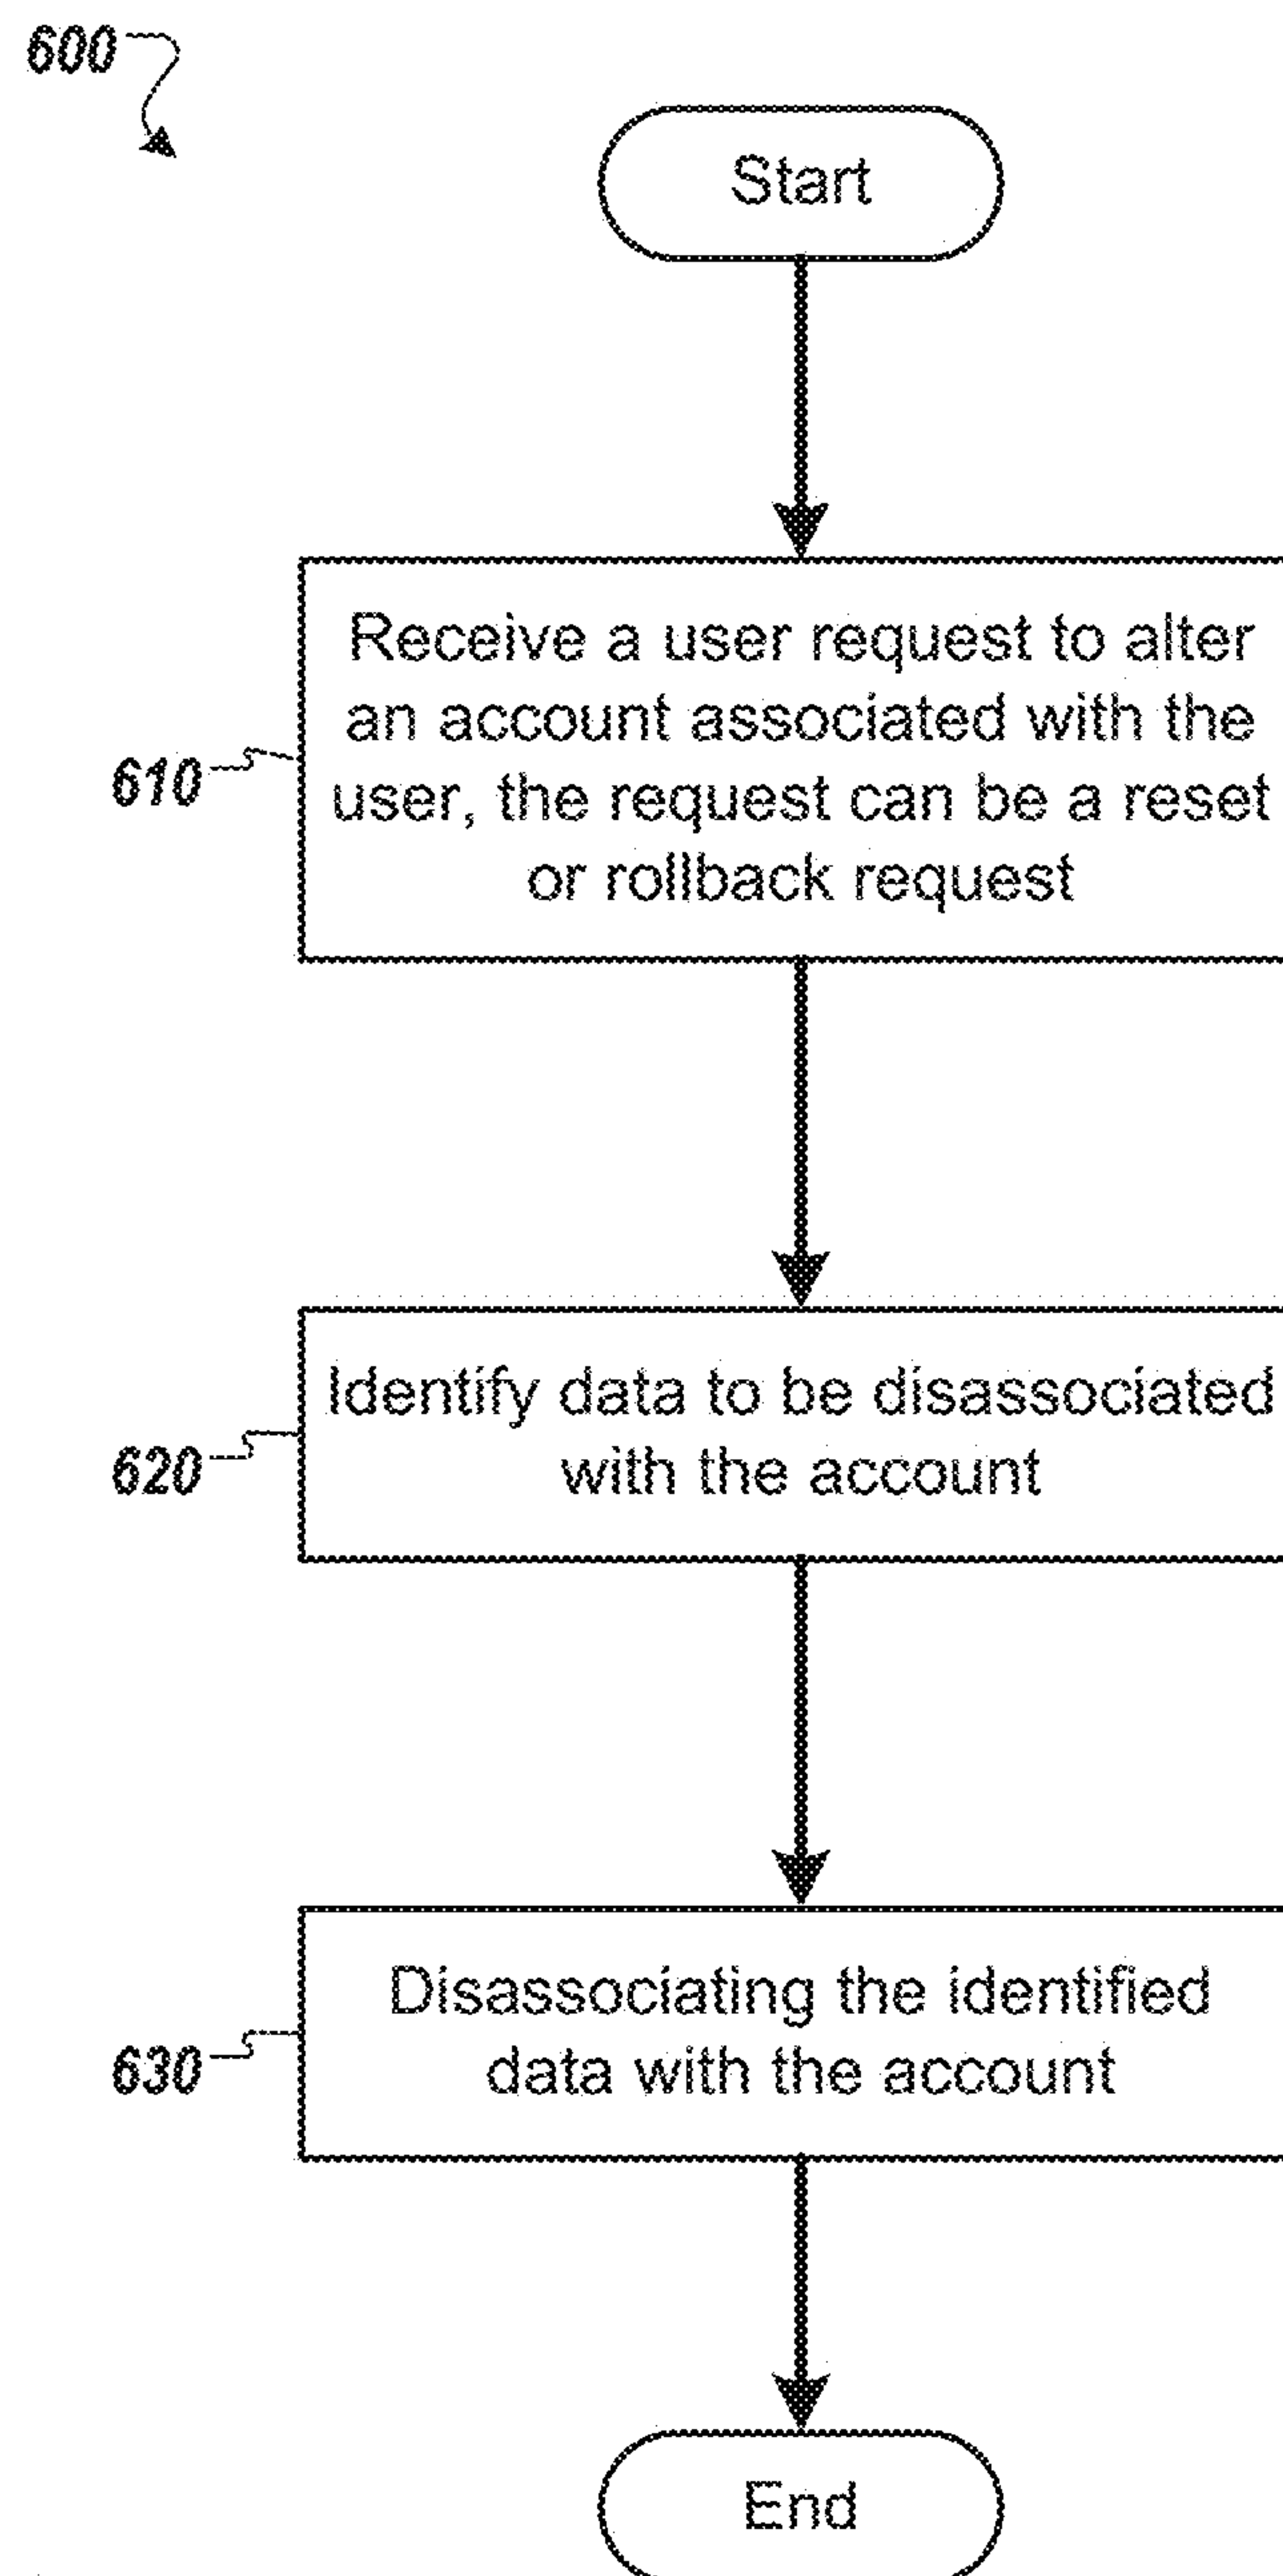 600
Start
Receive a user request to alter
an account associated with the
user, the request can be a reset
or rollback request
610
Identify data to be disassociated
with the account
620
Disassociating the identified
data with the account
630
End